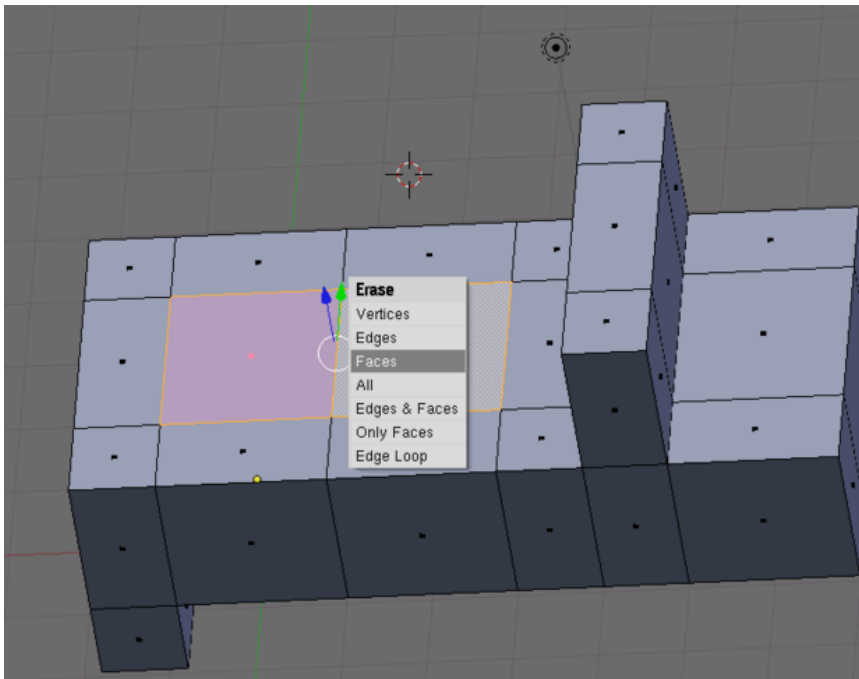 Erase
Vertices
Edges
Faces
All
Edges & Faces
Only Faces
Edge Loop